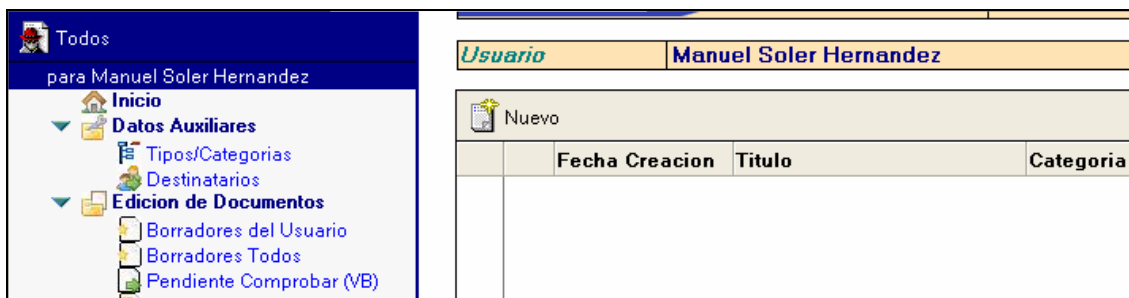 Todos
para Manuel Soler Hernandez
Inicio
Datos Auxiliares
Tipos/Categorias
Destinatarios
Edicion de Documentos
Borradores del Usuario
Borradores Todos
Pendiente Comprobar (VB)
Usuario Manuel Soler Hernandez
Nuevo
Fecha Creacion Titulo Categoria